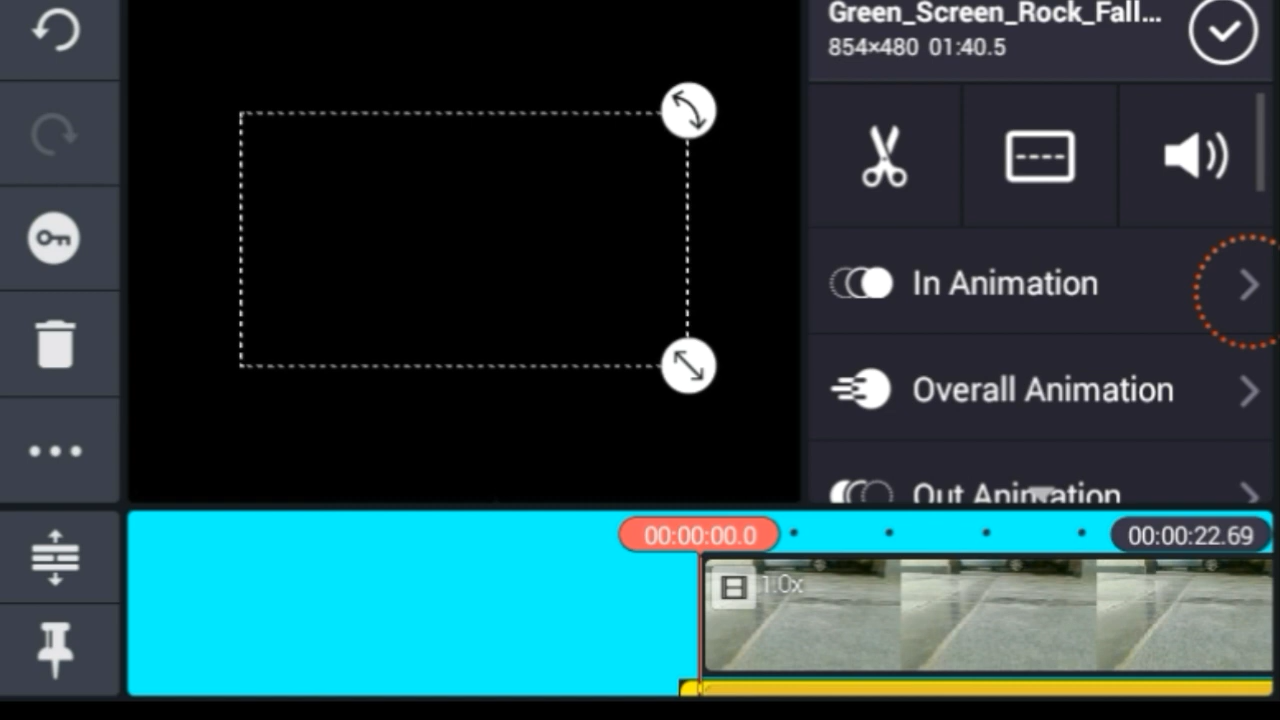 Green_Screen_Rock_Fall...
854×480 01:40.5
In Animation
Overall Animation
Out Animation
00:00:00.0
00:00:22.69
1.0x